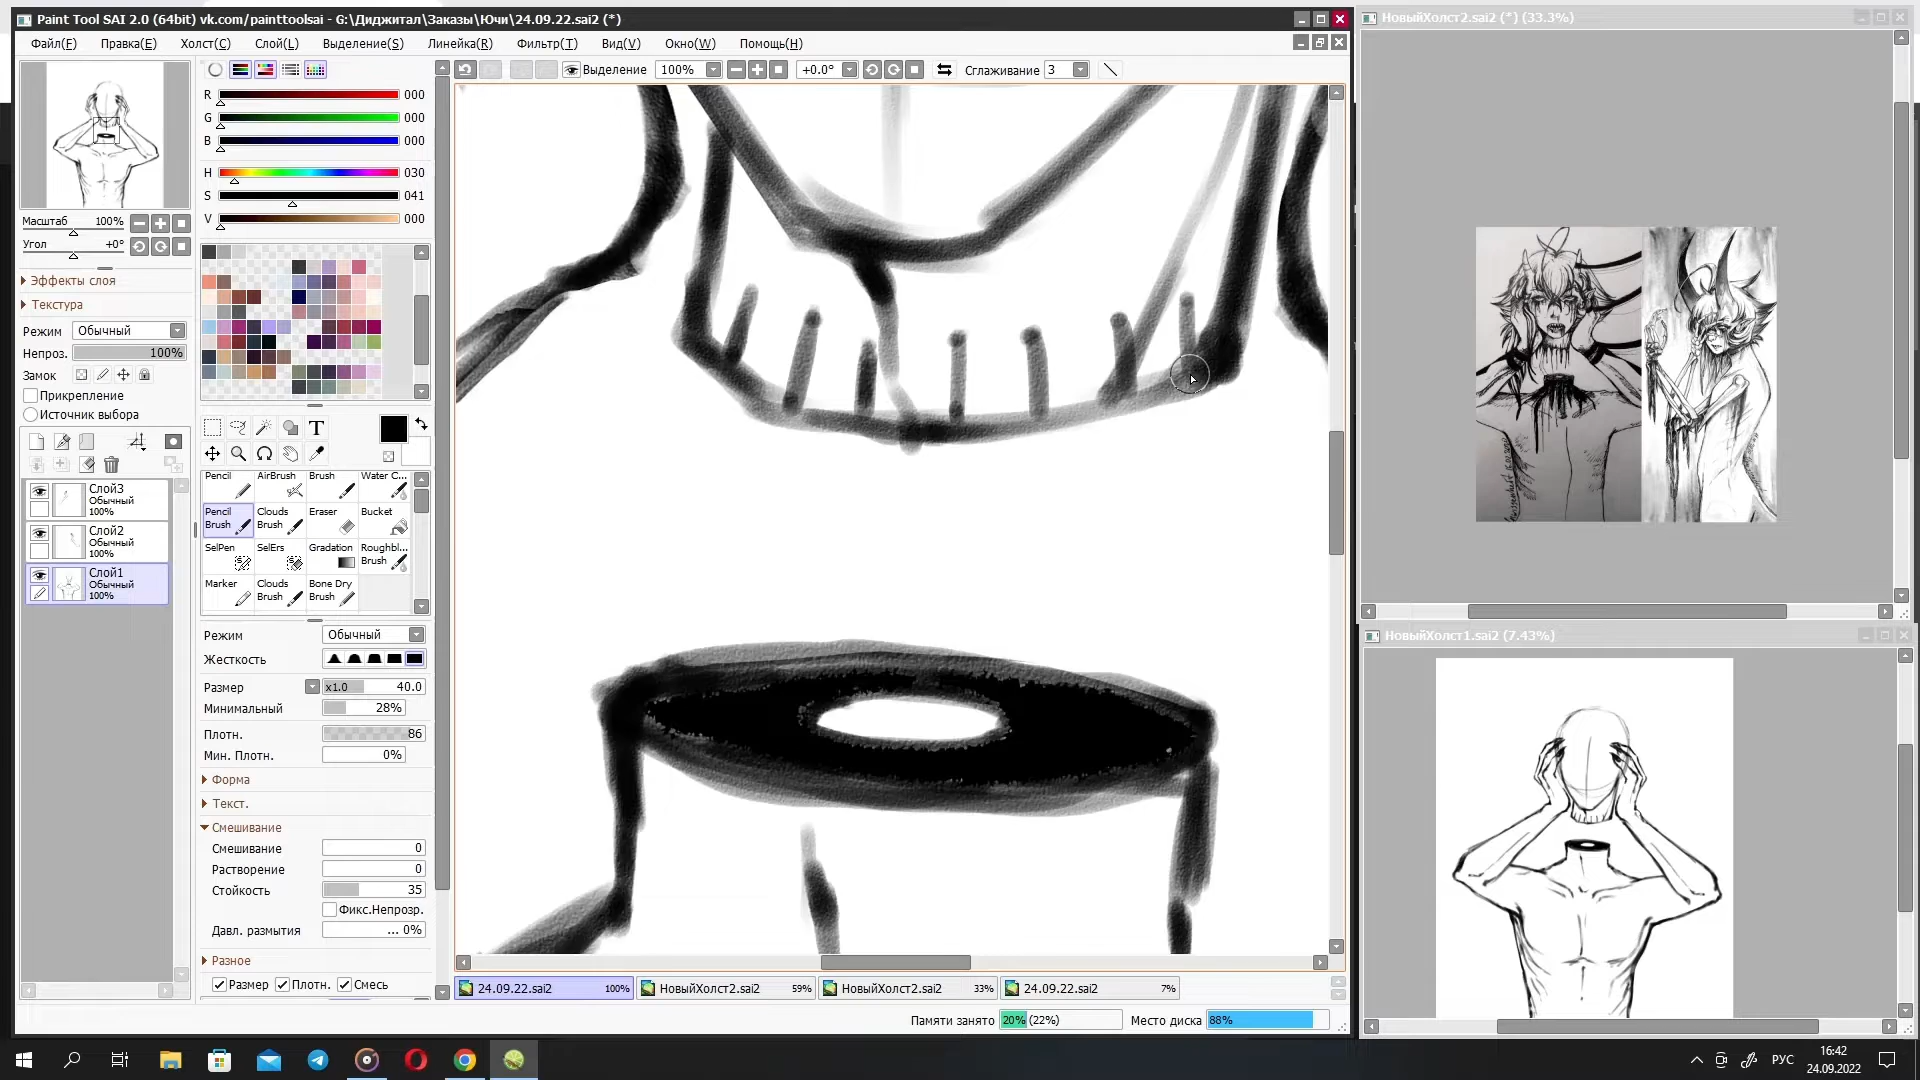 Paint Tool SAI 2.0 (64bit) vk.com/painttoolsai - G:\Диджитал\Заказы\Ючи\24.09.22.sai2 (*)
Файл(F) Правка(E) Холст(C) Слой(L) Выделение(S) Линейка(R) Фильтр(T) Вид(V) Окно(W) Помощь(H)
Выделение 100% +0.0° Сглаживание 3
R 000
G 000
B 000
H 030
S 041
V 000
Масштаб 100%
Угол +0°
Эффекты слоя
Текстура
Режим Обычный
Непроз. 100%
Замок
Прикрепление
Источник выбора
Слой3
Обычный
100%
Слой2
Обычный
100%
Слой1
Обычный
100%
T
Pencil AirBrush Brush Water C...
Pencil Brush Clouds Brush Eraser Bucket
SelPen SelErs Gradation Roughbl... Brush
Marker Clouds Brush Bone Dry Brush
Режим Обычный
Жесткость
Размер x1.0 40.0
Минимальный 28%
Плотн. 86
Мин. Плотн. 0%
Форма
Текст.
Смешивание
Смешивание 0
Растворение 0
Стойкость 35
Фикс.Непрозр.
Давл. размытия ... 0%
Разное
Размер Плотн. Смесь
24.09.22.sai2 100% НовыйХолст2.sai2 59% НовыйХолст2.sai2 33% 24.09.22.sai2 7%
Памяти занято 20% (22%) Место диска 88%
НовыйХолст2.sai2 (*) (33.3%)
НовыйХолст1.sai2 (7.43%)
РУС
16:42
24.09.2022